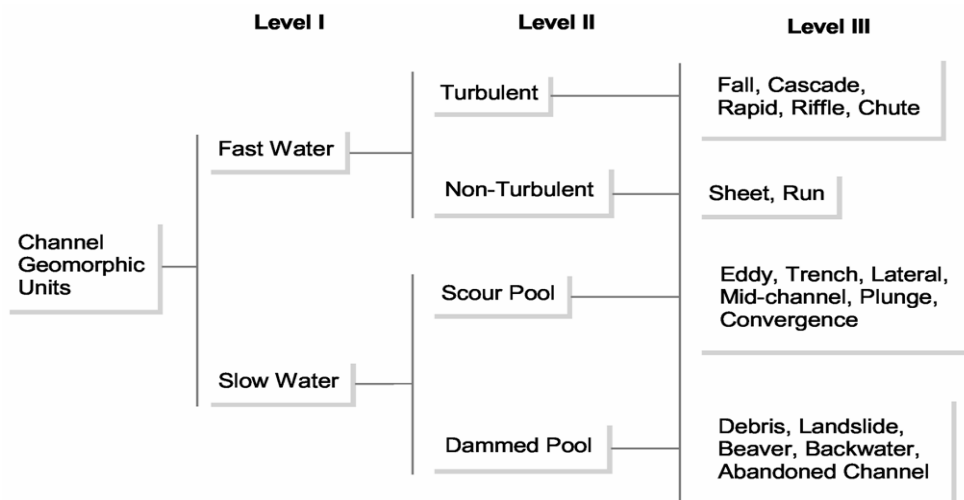 Level I
Level II
Level III
Turbulent
Fall, Cascade,
Rapid, Riffle, Chute
Fast Water
Non-Turbulent
Sheet, Run
Channel
Geomorphic
Units
Scour Pool
Eddy, Trench, Lateral,
Mid-channel, Plunge,
Convergence
Slow Water
Dammed Pool
Debris, Landslide,
Beaver, Backwater,
Abandoned Channel